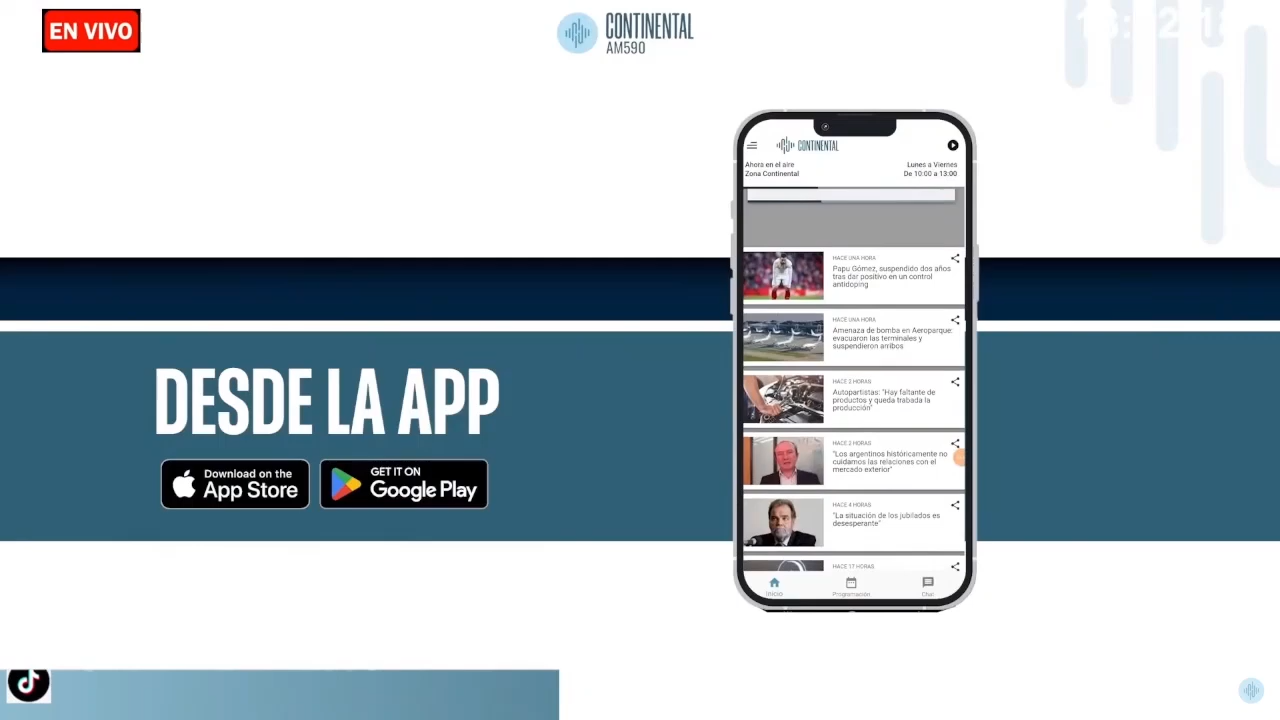 EN VIVO
CONTINENTAL
AM590
CONTINENTAL
Ahora en el aire
Zona Continental
Lunes a Viernes
De 10:00 a 13:00
HACE UNA HORA
Papu Gómez, suspendido dos años
tras dar positivo en un control
antidoping
HACE UNA HORA
Amenaza de bomba en Aeroparque:
evacuaron las terminales y
suspendieron arribos
HACE 2 HORAS
Autopartistas: "Hay faltante de
productos y queda trabada la
producción"
HACE 2 HORAS
"Los argentinos históricamente no
cuidamos las relaciones con el
mercado exterior"
HACE 4 HORAS
"La situación de los jubilados es
desesperante"
HACE 17 HORAS
Inicio
Programación
Chat
DESDE LA APP
Download on the
App Store
GET IT ON
Google Play